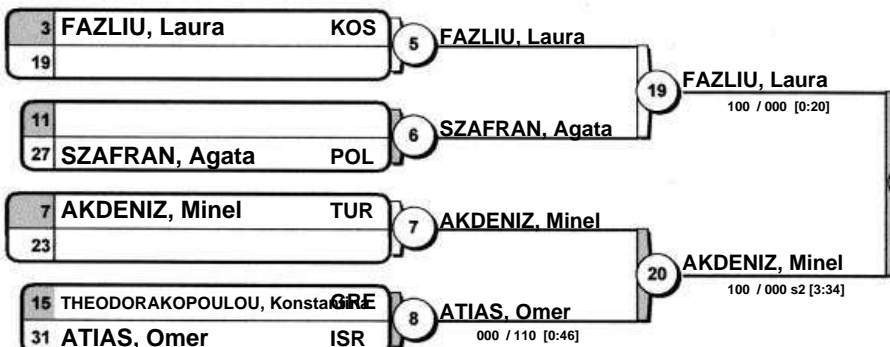 3 FAZLIU, Laura KOS
19
5 FAZLIU, Laura
11
27 SZAFRAN, Agata POL
6 SZAFRAN, Agata
19 FAZLIU, Laura
100 / 000 [0:20]
7 AKDENIZ, Minel TUR
23
7 AKDENIZ, Minel
15 THEODORAKOPOULOU, Konstantina GRE
31 ATIAS, Omer ISR
8 ATIAS, Omer
000 / 110 [0:46]
20 AKDENIZ, Minel
100 / 000 s2 [3:34]